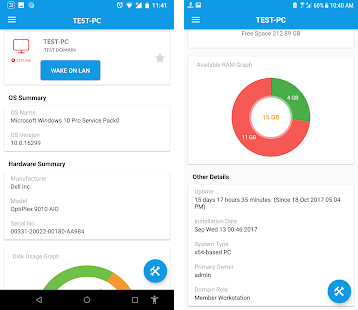 11:41
TEST-PC
TEST-PC
TEST DOMAIN
OFFLINE
WAKE ON LAN
OS Summary
OS Name
Microsoft Windows 10 Pro Service Pack0
OS Version
10.0.16299
Hardware Summary
Manufacturer
Dell Inc.
Model
OptiPlex 9010 AIO
Serial No
00331-20022-00180-AA984
Disk Usage Graph
10:40 AM
TEST-PC
Free Space 212.89 GB
Available RAM Graph
4 GB
15 GB
11 GB
Other Details
Uptime
15 days 17 hours 35 minutes (Since 18 Oct 2017 05:04
PM)
Installation Date
Sep Wed 13 00:46 2017
System Type
x64-based PC
Primary Owner
admin
Domain Role
Member Workstation